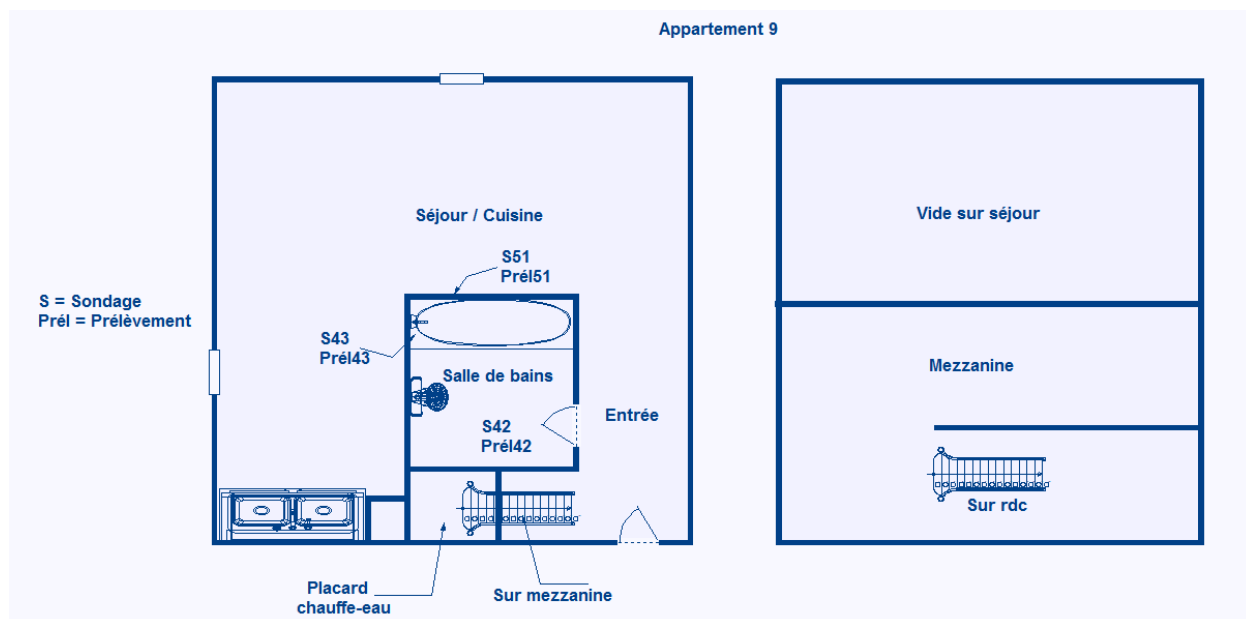 Appartement 9
Séjour / Cuisine
S51
Prél51
S = Sondage
Prél = Prélèvement
S43
Prél43
Salle de bains
S42
Prél42
Entrée
Placard
chauffe-eau
Sur mezzanine
Vide sur séjour
Mezzanine
Sur rdc